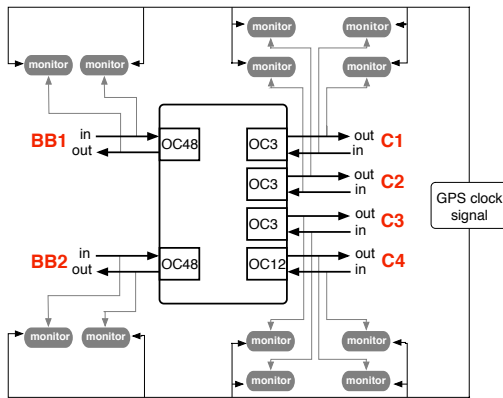 monitor monitor
monitor monitor
monitor monitor
BB1 in OC48 OC3 out C1
out in
OC3 out C2
in
GPS clock
signal
OC3 out C3
in
BB2 in OC48 OC12 out C4
out in
monitor monitor monitor monitor
monitor monitor